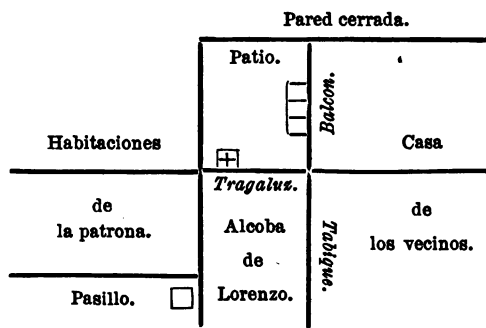 Pared cerrada.
Patio.
Balcon.
Habitaciones
Casa
Tragaluz.
de
la patrona.
Alcoba
de
Lorenzo.
Tabique.
de
los vecinos.
Pasillo.